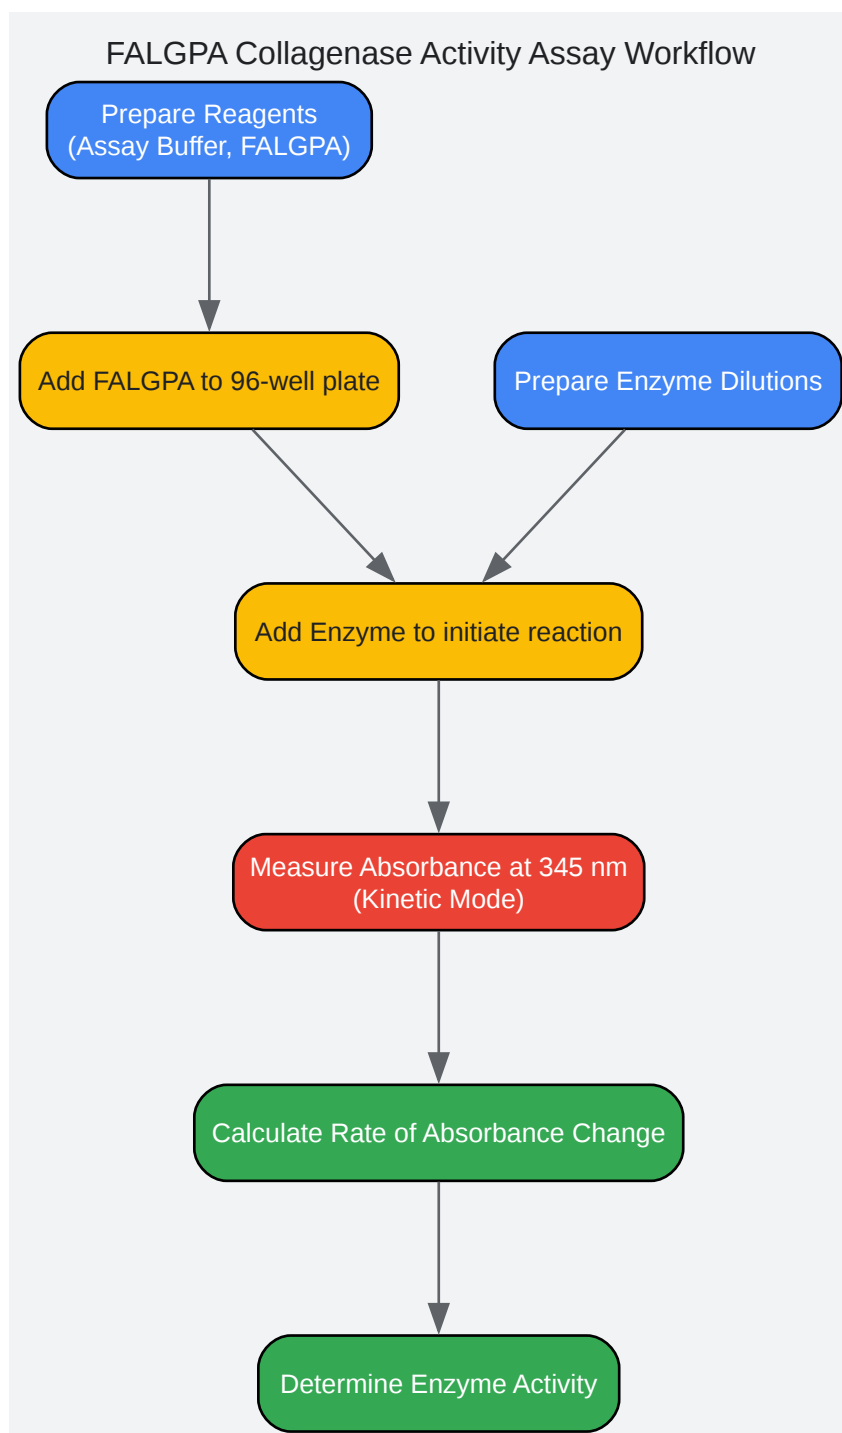 FALGPA Collagenase Activity Assay Workflow
Prepare Reagents
(Assay Buffer, FALGPA)
Add FALGPA to 96-well plate
Prepare Enzyme Dilutions
Add Enzyme to initiate reaction
Measure Absorbance at 345 nm
(Kinetic Mode)
Calculate Rate of Absorbance Change
Determine Enzyme Activity